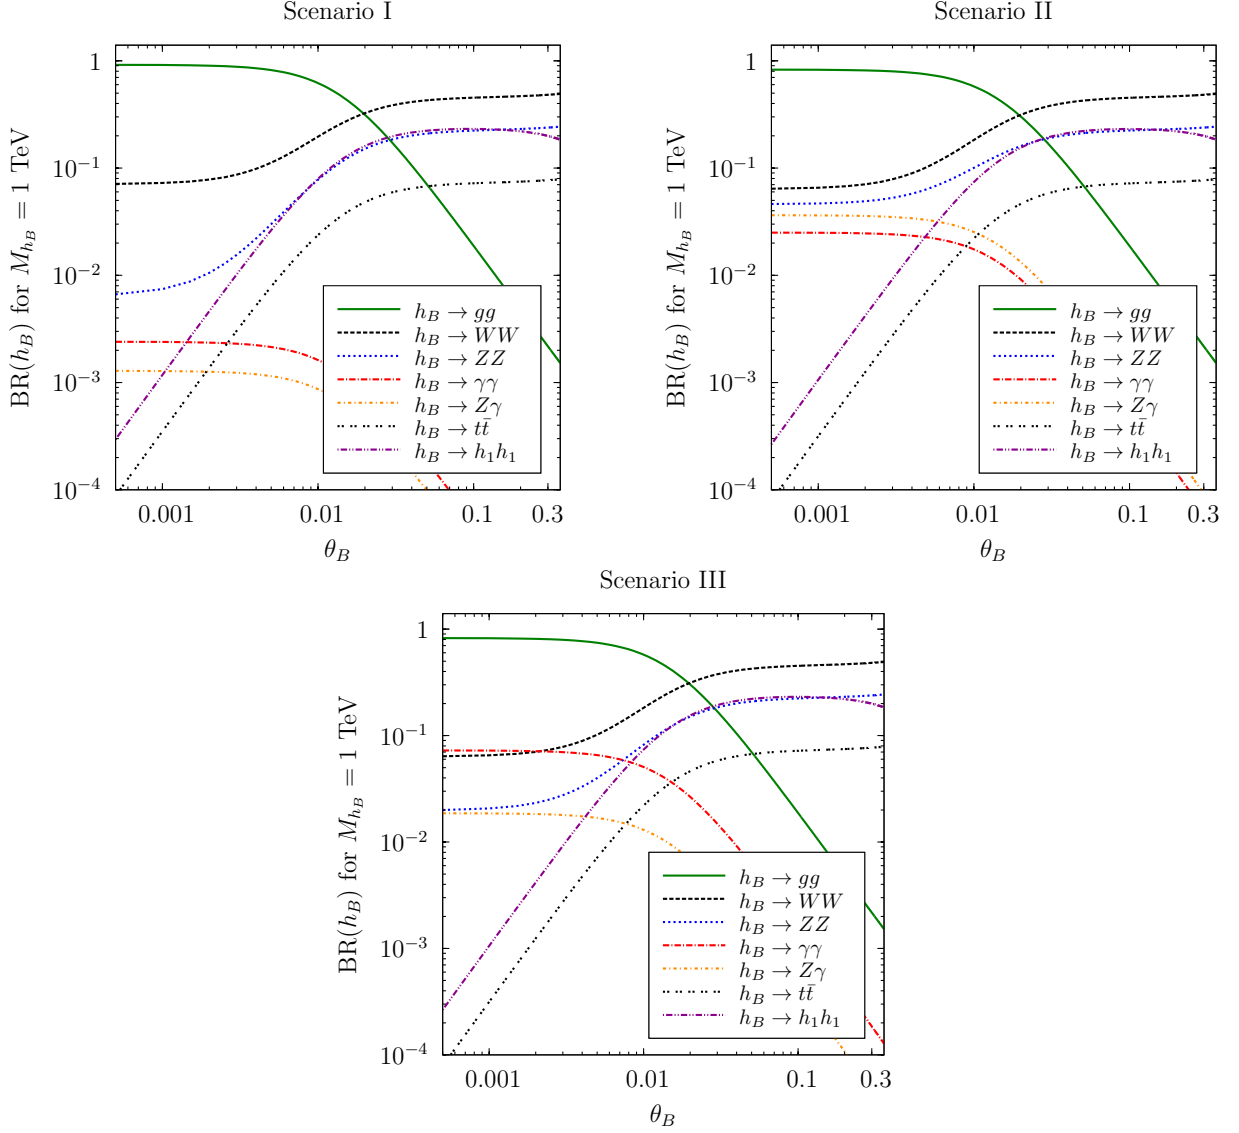 Scenario I
BR(h_B) for M_{h_B} = 1 TeV
1
10^{-1}
10^{-2}
10^{-3}
10^{-4}
0.001
0.01
0.1
0.3
θ_B
h_B → gg
h_B → WW
h_B → ZZ
h_B → γγ
h_B → Zγ
h_B → tt̄
h_B → h_1h_1
Scenario II
BR(h_B) for M_{h_B} = 1 TeV
1
10^{-1}
10^{-2}
10^{-3}
10^{-4}
0.001
0.01
0.1
0.3
θ_B
h_B → gg
h_B → WW
h_B → ZZ
h_B → γγ
h_B → Zγ
h_B → tt̄
h_B → h_1h_1
Scenario III
BR(h_B) for M_{h_B} = 1 TeV
1
10^{-1}
10^{-2}
10^{-3}
10^{-4}
0.001
0.01
0.1
0.3
θ_B
h_B → gg
h_B → WW
h_B → ZZ
h_B → γγ
h_B → Zγ
h_B → tt̄
h_B → h_1h_1